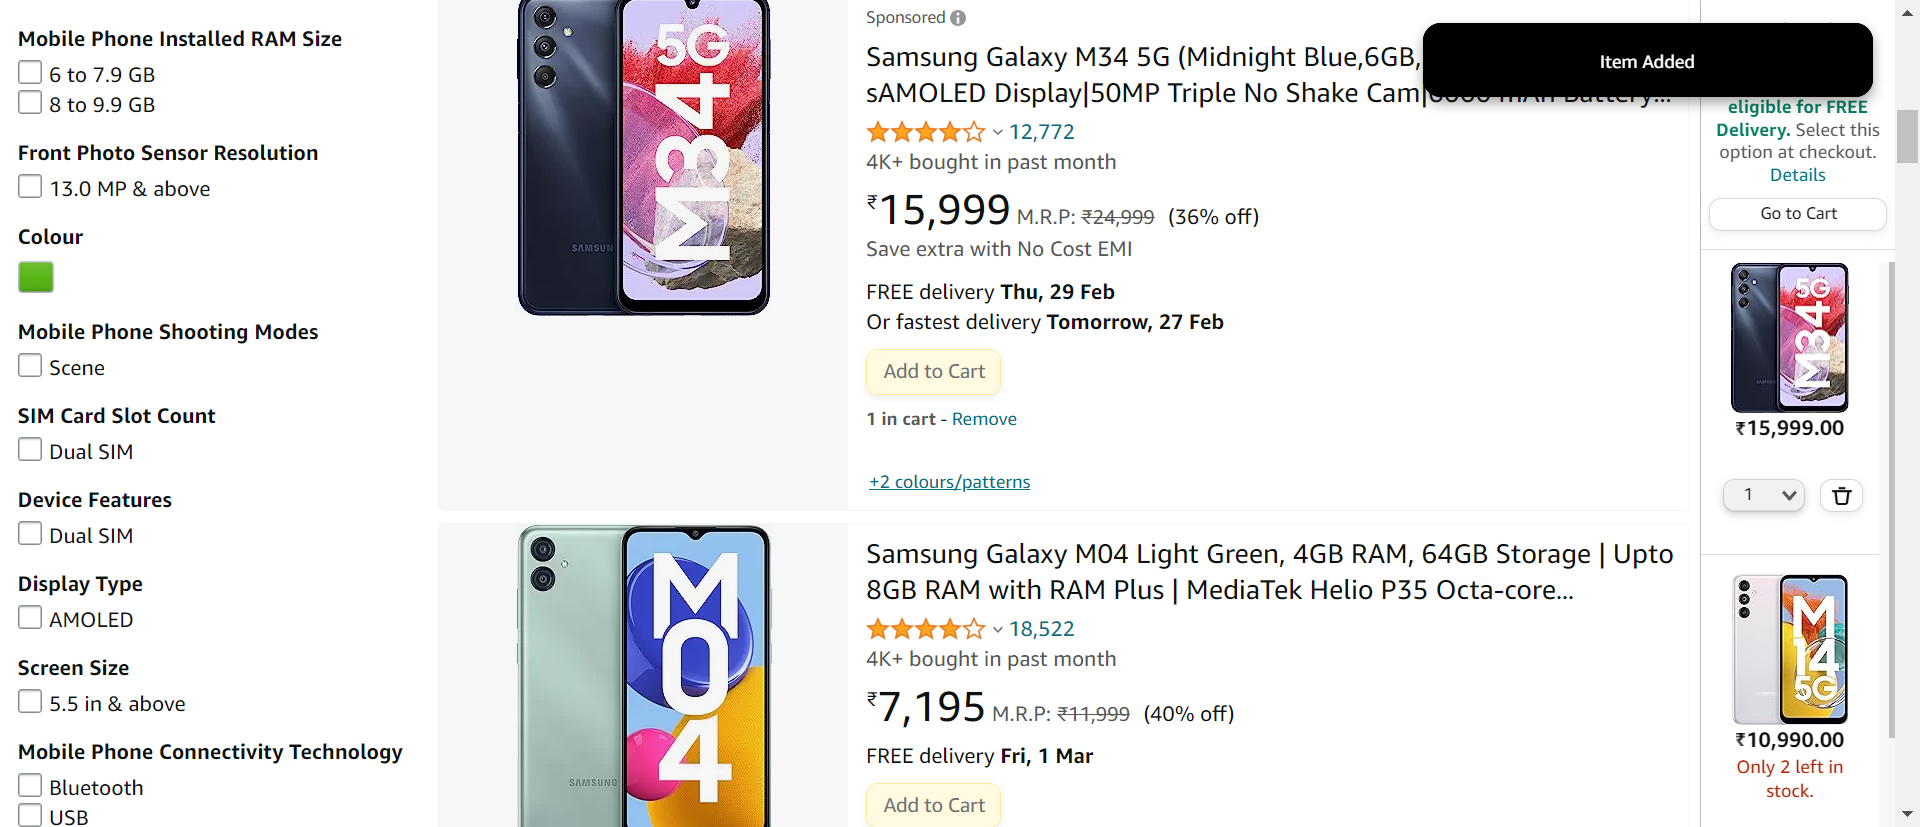 Mobile Phone Installed RAM Size
6 to 7.9 GB
8 to 9.9 GB
Front Photo Sensor Resolution
13.0 MP & above
Colour
Mobile Phone Shooting Modes
Scene
SIM Card Slot Count
Dual SIM
Device Features
Dual SIM
Display Type
AMOLED
Screen Size
5.5 in & above
Mobile Phone Connectivity Technology
Bluetooth
USB
M34 5G
SAMSUN
Sponsored
Samsung Galaxy M34 5G (Midnight Blue,6GB,
sAMOLED Display|50MP Triple No Shake Cam|6000 mAh Battery...
12,772
4K+ bought in past month
₹15,999 M.R.P: ₹24,999 (36% off)
Save extra with No Cost EMI
FREE delivery Thu, 29 Feb
Or fastest delivery Tomorrow, 27 Feb
Add to Cart
1 in cart - Remove
+2 colours/patterns
M04
SAMSUNG
Samsung Galaxy M04 Light Green, 4GB RAM, 64GB Storage | Upto
8GB RAM with RAM Plus | MediaTek Helio P35 Octa-core...
18,522
4K+ bought in past month
₹7,195 M.R.P: ₹11,999 (40% off)
FREE delivery Fri, 1 Mar
Add to Cart
Item Added
eligible for FREE
Delivery. Select this
option at checkout.
Details
Go to Cart
M34 5G
₹15,999.00
1
M
14
5G
₹10,990.00
Only 2 left in
stock.